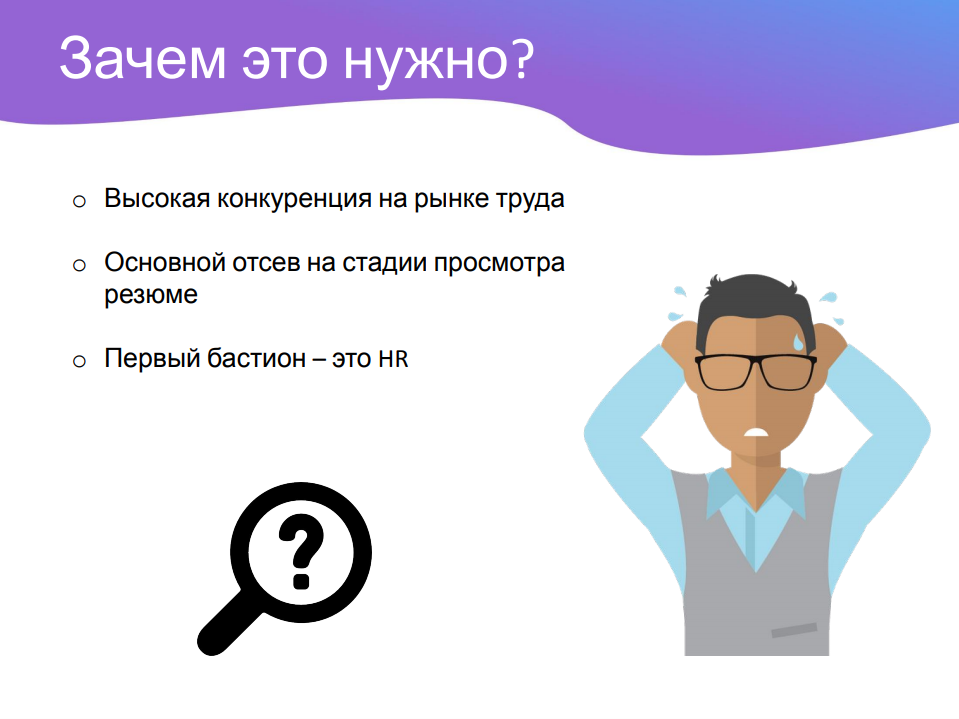 Зачем это нужно?
o Высокая конкуренция на рынке труда
o Основной отсев на стадии просмотра
резюме
o Первый бастион – это HR
?